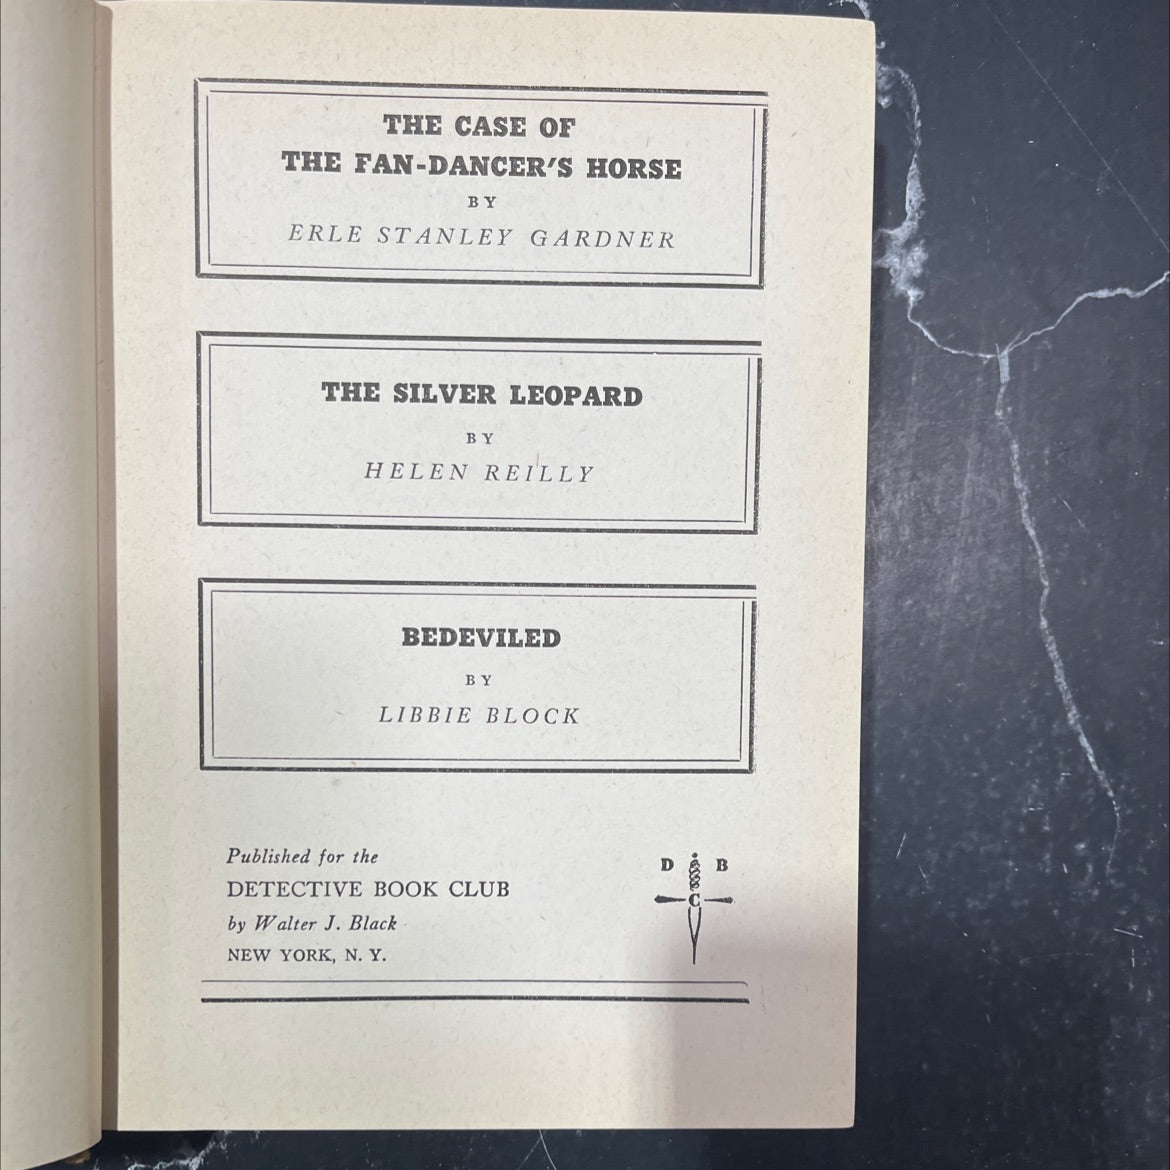 THE CASE OF
THE FAN-DANCER'S HORSE
BY
ERLE STANLEY GARDNER
THE SILVER LEOPARD
BY
HELEN REILLY
BEDEVILED
BY
LIBBIE BLOCK
Published for the
DETECTIVE BOOK CLUB
by Walter J. Black
NEW YORK, N. Y.
D B
C